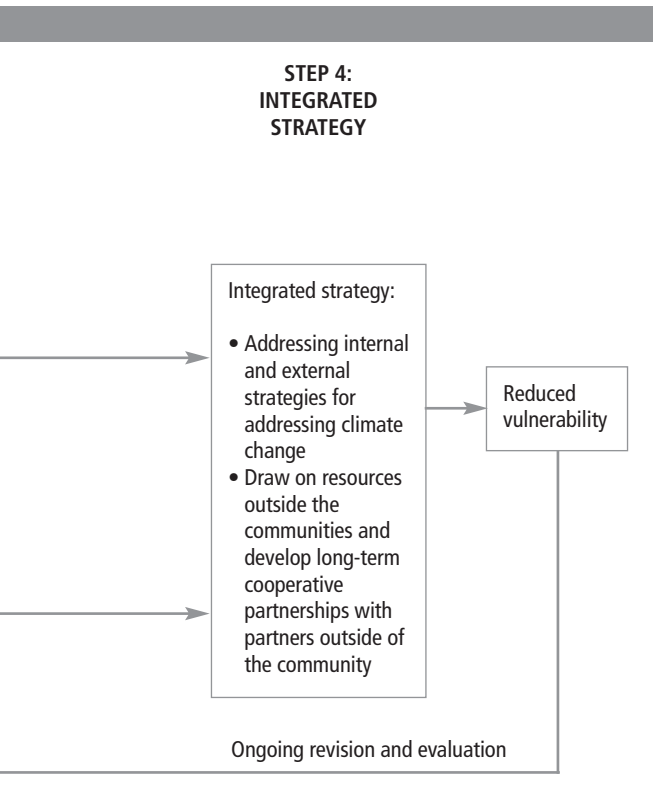 STEP 4:
INTEGRATED
STRATEGY
Integrated strategy:
• Addressing internal
and external
strategies for
addressing climate
change
• Draw on resources
outside the
communities and
develop long-term
cooperative
partnerships with
partners outside of
the community
Reduced
vulnerability
Ongoing revision and evaluation